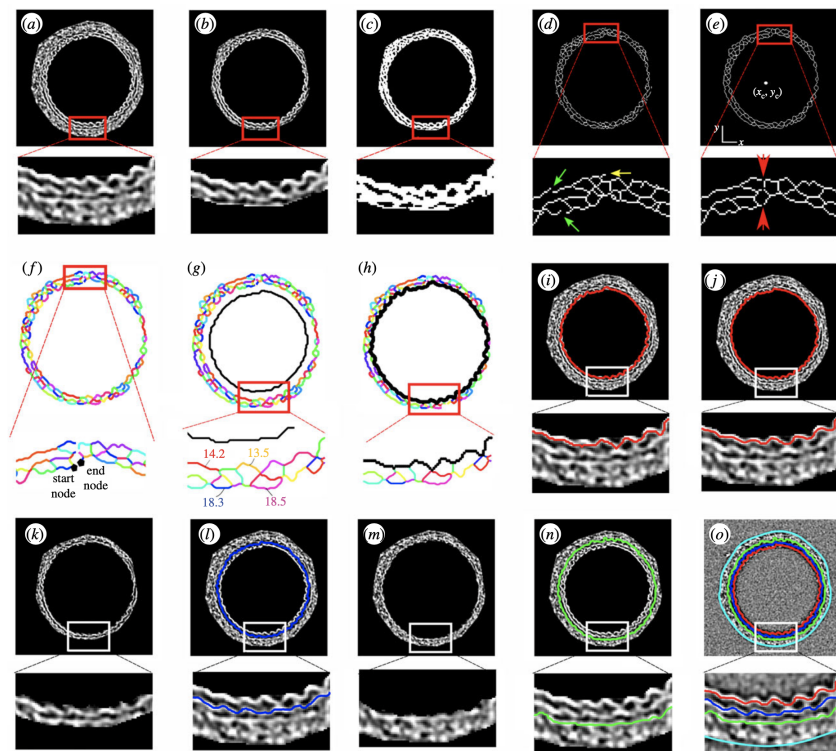 (a)
(b)
(c)
(d)
(e)
(x_c, y_c)
y
x
(f)
(g)
(h)
(i)
(j)
start
node
end
node
14.2
13.5
18.3
18.5
(k)
(l)
(m)
(n)
(o)